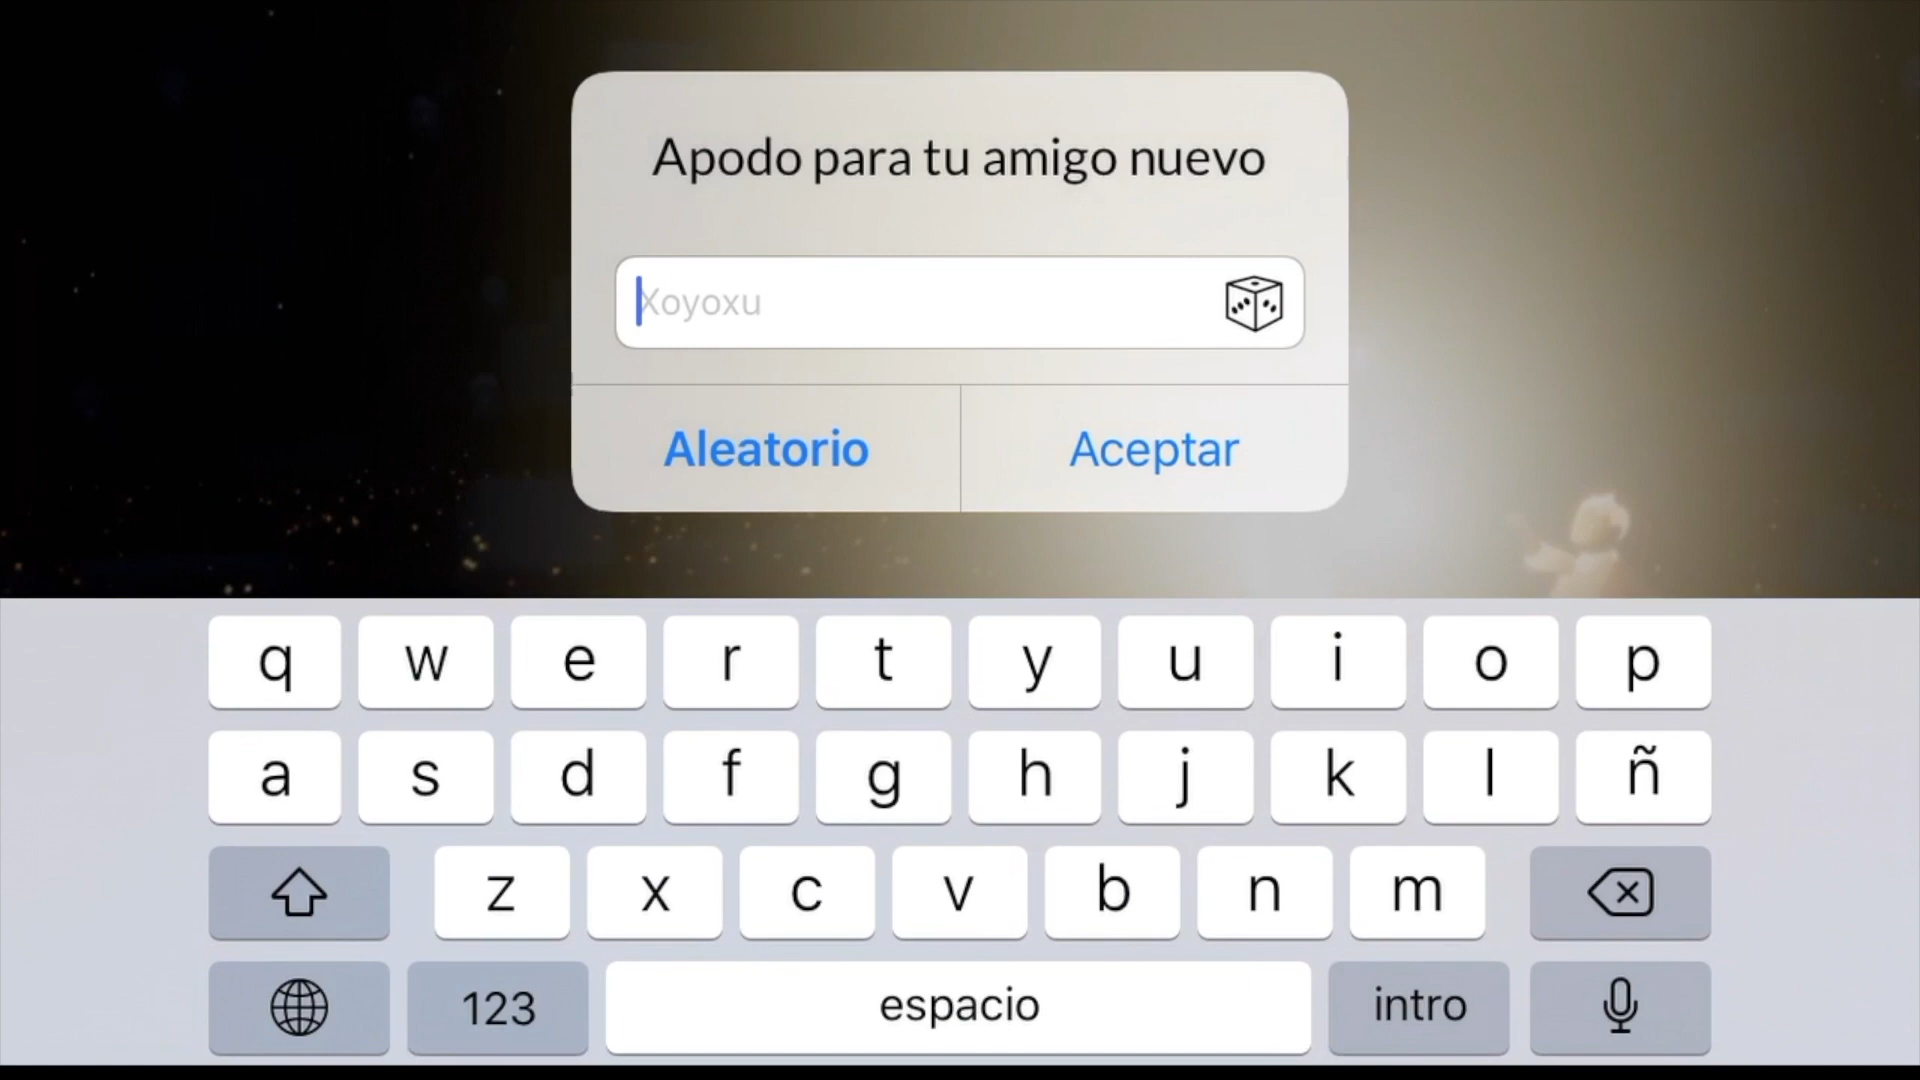 Apodo para tu amigo nuevo
Xoyoxu
Aleatorio
Aceptar
q w e r t y u i o p
a s d f g h j k l ñ
z x c v b n m
123 espacio intro